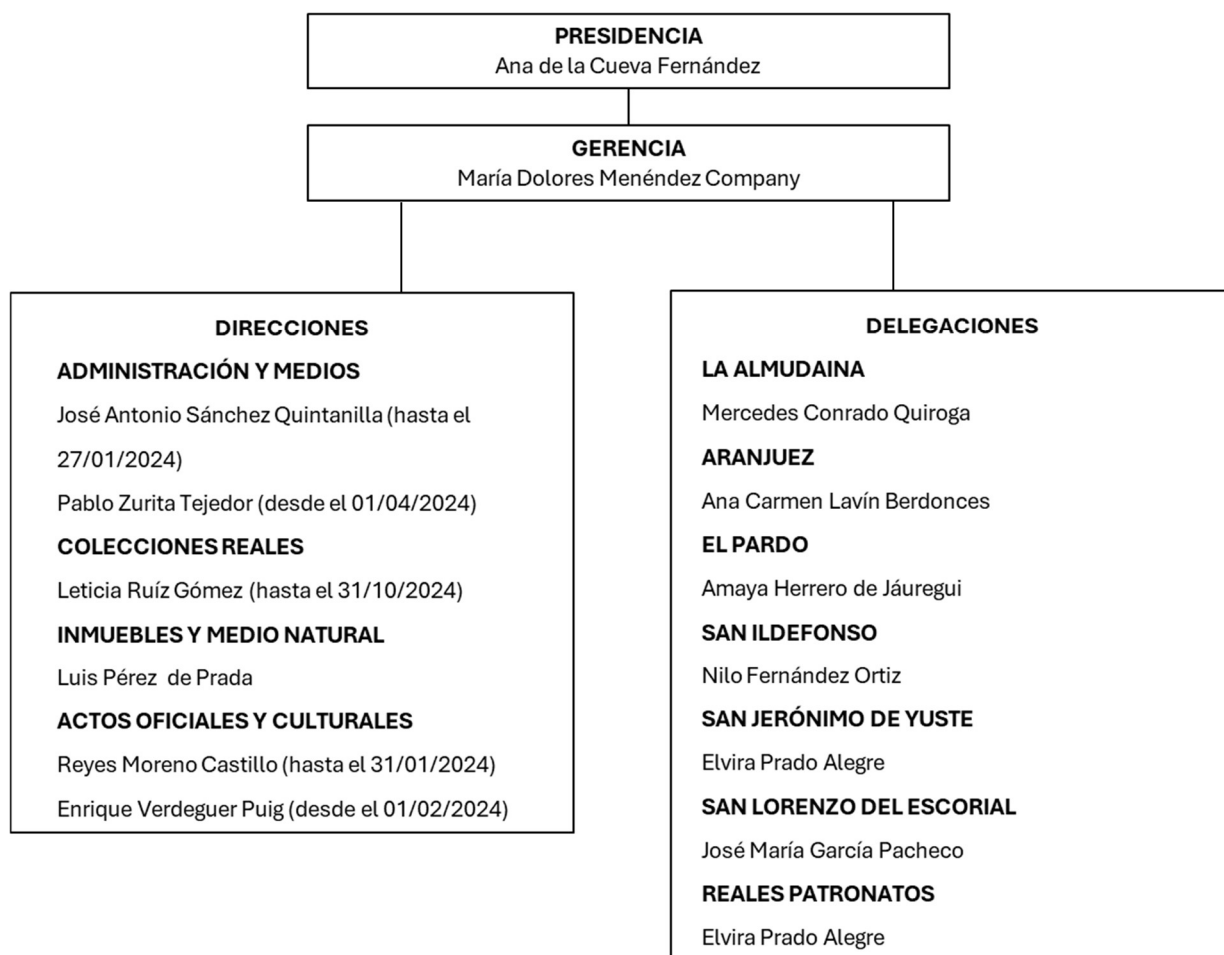 PRESIDENCIA
Ana de la Cueva Fernández
GERENCIA
María Dolores Menéndez Company
DIRECCIONES
ADMINISTRACIÓN Y MEDIOS
José Antonio Sánchez Quintanilla (hasta el
27/01/2024)
Pablo Zurita Tejedor (desde el 01/04/2024)
COLECCIONES REALES
Leticia Ruíz Gómez (hasta el 31/10/2024)
INMUEBLES Y MEDIO NATURAL
Luis Pérez de Prada
ACTOS OFICIALES Y CULTURALES
Reyes Moreno Castillo (hasta el 31/01/2024)
Enrique Verdeguer Puig (desde el 01/02/2024)
DELEGACIONES
LA ALMUDAINA
Mercedes Conrado Quiroga
ARANJUEZ
Ana Carmen Lavín Berdonces
EL PARDO
Amaya Herrero de Jáuregui
SAN ILDEFONSO
Nilo Fernández Ortiz
SAN JERÓNIMO DE YUSTE
Elvira Prado Alegre
SAN LORENZO DEL ESCORIAL
José María García Pacheco
REALES PATRONATOS
Elvira Prado Alegre